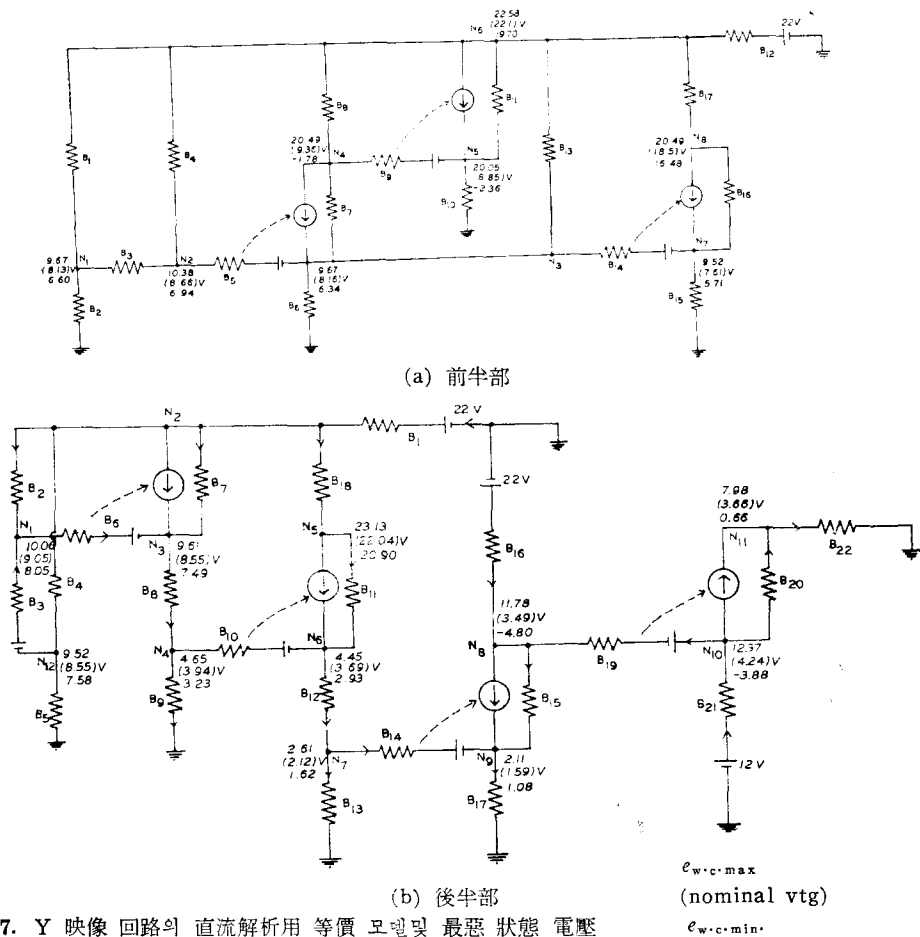 22.58
N6 (22.1)V
19.70
22V
B12
B1
B4
B8
B11
B17
20.49 N4
-1.78
B9
N5
20.05
(8.85)V
-2.36
B10
B13
20.49 N8
(18.5)V
B16
B7
9.67 N1
(8.13)V
6.60
B3
N2
10.38
(8.66)V
6.94
B5
9.67
(8.16)V
6.34
B6
N3
B14
N7
9.52
(7.61)V
5.71
B15
B2
(a) 前半部
N2
22 V
B1
B2
B7
B18
22V
B16
N1
10.06
(9.05)
8.05
B6
N3 9.61
(8.55)V
7.49
N5 23.13
(22.04)V
20.90
B11
7.98
(3.66)V
0.66
N11
B22
B20
B3
B4
B8
B10
N6
11.78
(3.49)V
-4.80
N8
B19
N10 12.37
(4.24)V
-3.88
N12 9.52
(8.55)V
7.58
N4 4.65
(3.94)V
3.23
4.45
(3.69)V
2.93
B12
B15
B21
B5
B9
B14
2.61
(2.12)V
1.62
N7
N9 2.11
(1.59)V
1.08
12V
B13
B17
(b) 後半部
e w·c·max
(nominal vtg)
e w·c·min·
7. Y 映像 回路의 直流解析用 等價 모델및 最惡 狀態 電壓